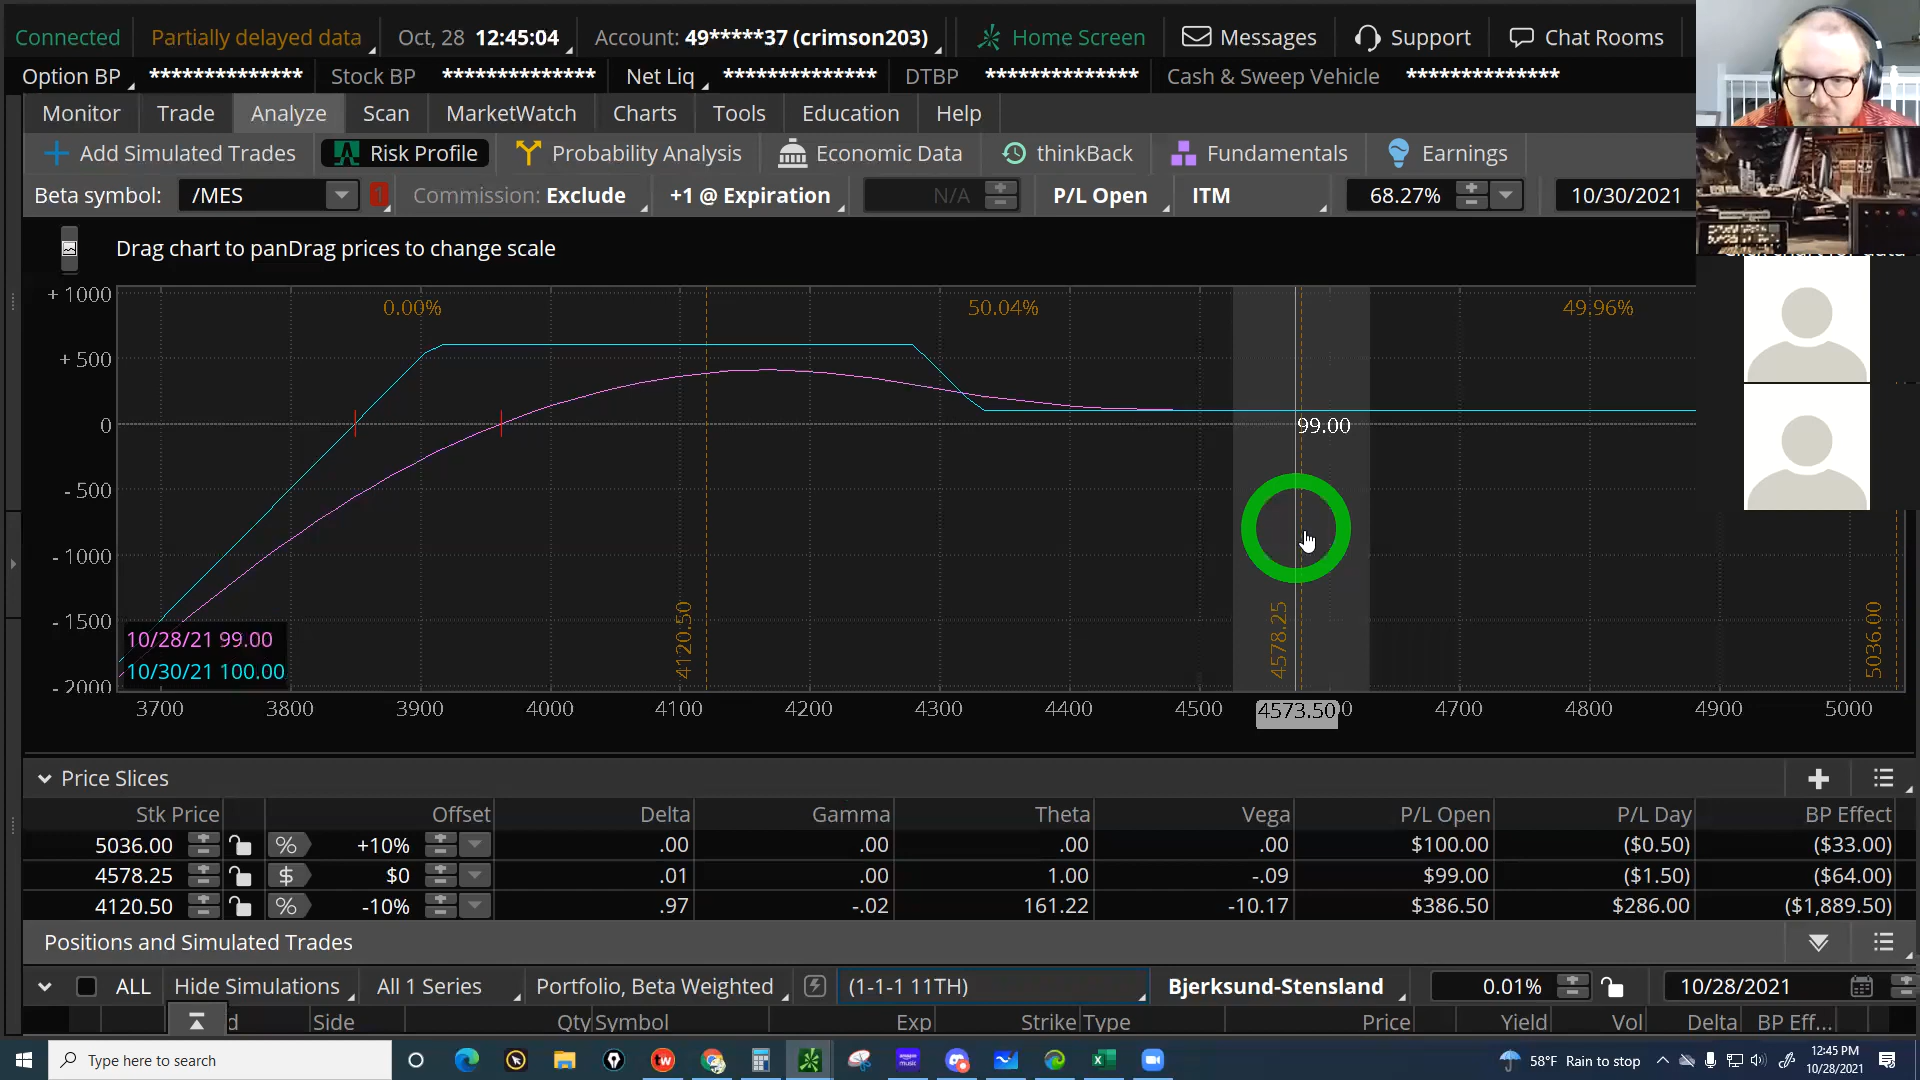 Connected Partially delayed data Oct, 28 12:45:04 Account: 49*****37 (crimson203) Home Screen Messages Support Chat Rooms
Option BP ************** Stock BP ************** Net Liq ************** DTBP ************** Cash & Sweep Vehicle **************
Monitor Trade Analyze Scan MarketWatch Charts Tools Education Help
Add Simulated Trades Risk Profile Probability Analysis Economic Data thinkBack Fundamentals Earnings
Beta symbol: /MES 1 Commission: Exclude +1 @ Expiration N/A P/L Open ITM 68.27% 10/30/2021
Drag chart to panDrag prices to change scale
+ 1000 0.00% 50.04% 49.96%
+ 500
0 99.00
- 500
- 1000
- 1500
4120.50 4578.25 5036.00
10/28/21 99.00
10/30/21 100.00
- 2000
3700 3800 3900 4000 4100 4200 4300 4400 4500 4573.50 4700 4800 4900 5000
Price Slices
Stk Price Offset Delta Gamma Theta Vega P/L Open P/L Day BP Effect
5036.00 % +10% .00 .00 .00 .00 $100.00 ($0.50) ($33.00)
4578.25 $ $0 .01 .00 1.00 -.09 $99.00 ($1.50) ($64.00)
4120.50 % -10% .97 -.02 161.22 -10.17 $386.50 $286.00 ($1,889.50)
Positions and Simulated Trades
ALL Hide Simulations All 1 Series Portfolio, Beta Weighted (1-1-1 11TH) Bjerksund-Stensland 0.01% 10/28/2021
Side Qty Symbol Exp Strike Type Price Yield Vol Delta BP Eff...
Type here to search 58°F Rain to stop 12:45 PM
10/28/2021